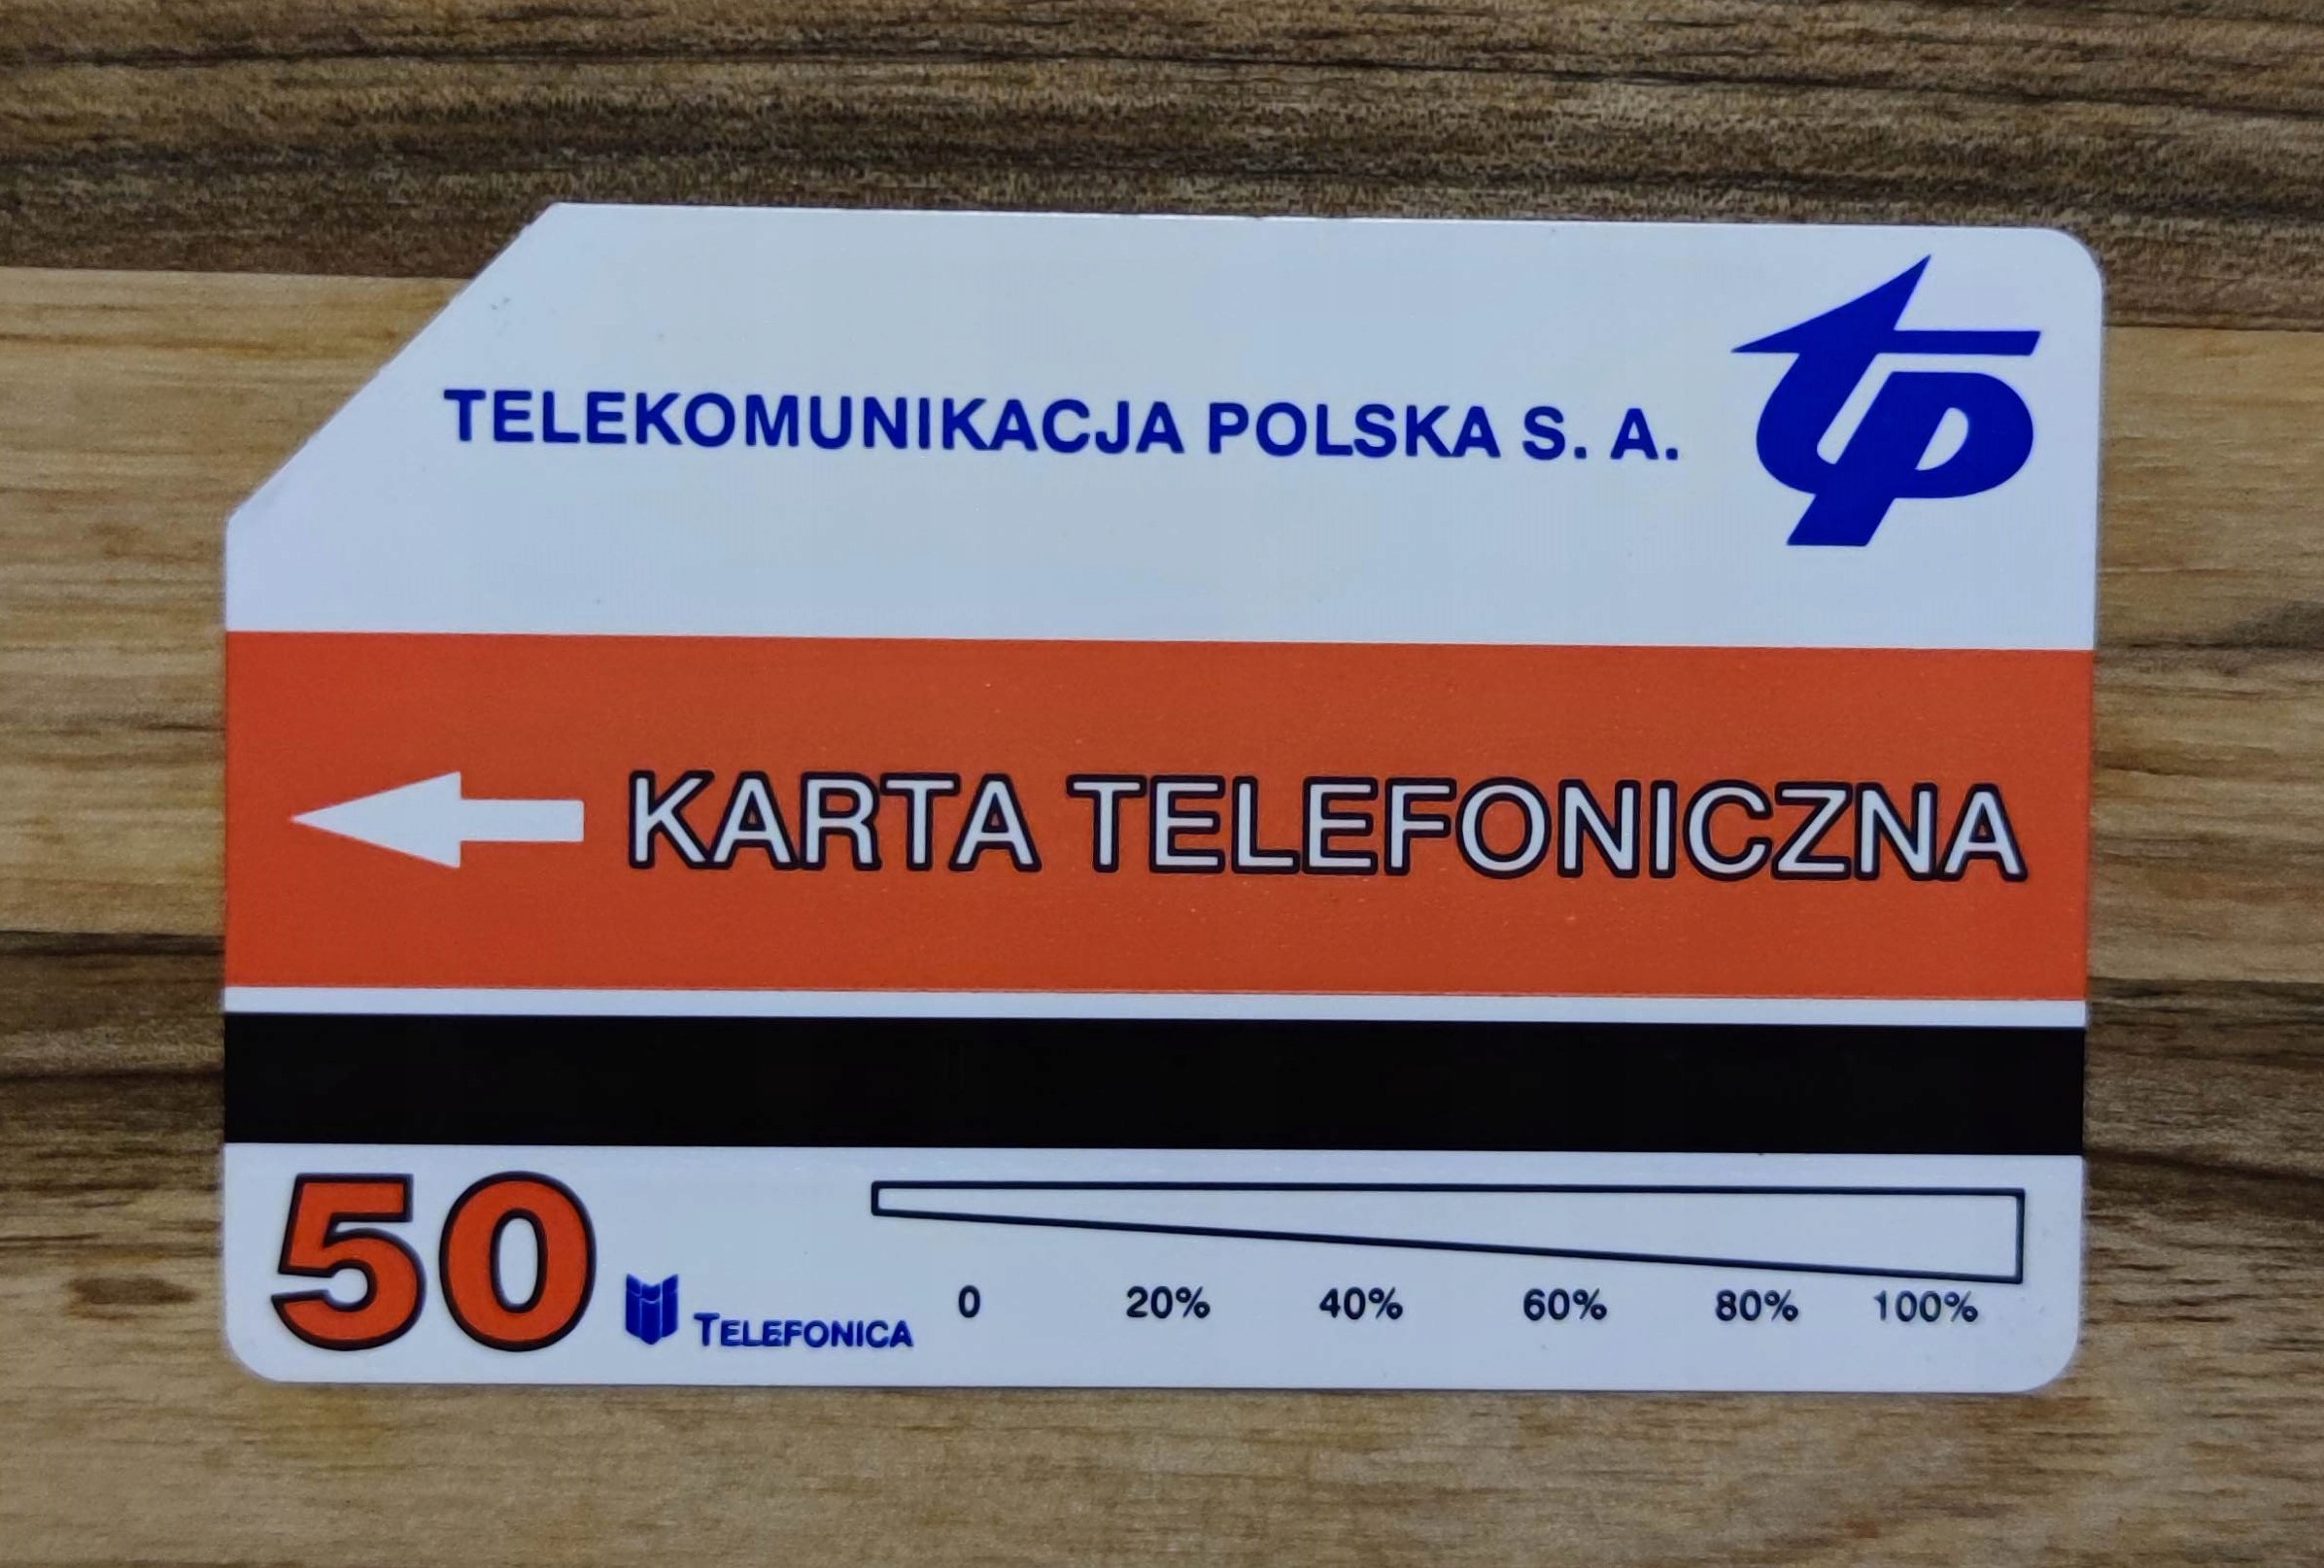 TELEKOMUNIKACJA POLSKA S. A.
tp
KARTA TELEFONICZNA
50
TELEFONICA
0 20% 40% 60% 80% 100%